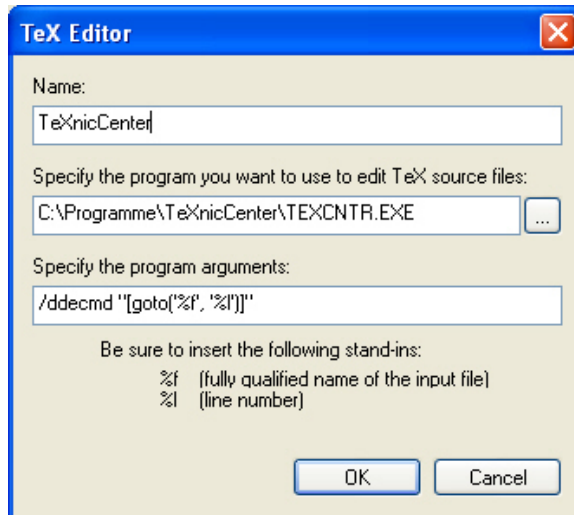 TeX Editor
Name:
TeXnicCenter
Specify the program you want to use to edit TeX source files:
C:\Programme\TeXnicCenter\TEXCNTR.EXE
...
Specify the program arguments:
/ddecmd "[goto('%f', '%l')]"
Be sure to insert the following stand-ins:
%f (fully qualified name of the input file)
%l (line number)
OK Cancel